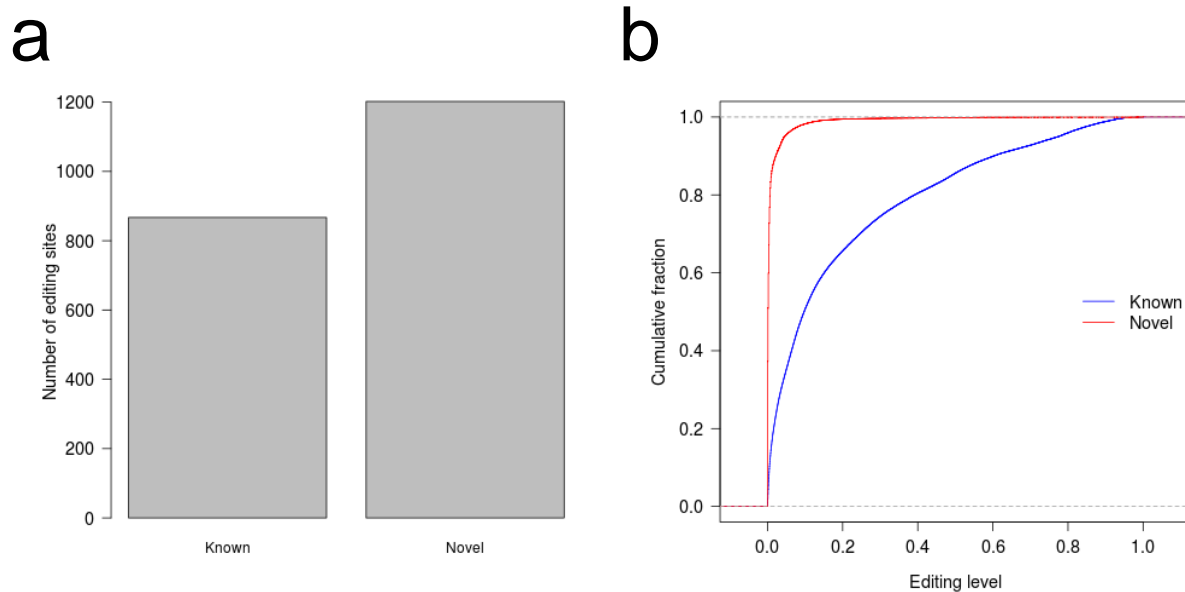 a
b
Number of editing sites
1200
1000
800
600
400
200
0
Known
Novel
Cumulative fraction
1.0
0.8
0.6
0.4
0.2
0.0
Known
Novel
0.0 0.2 0.4 0.6 0.8 1.0
Editing level